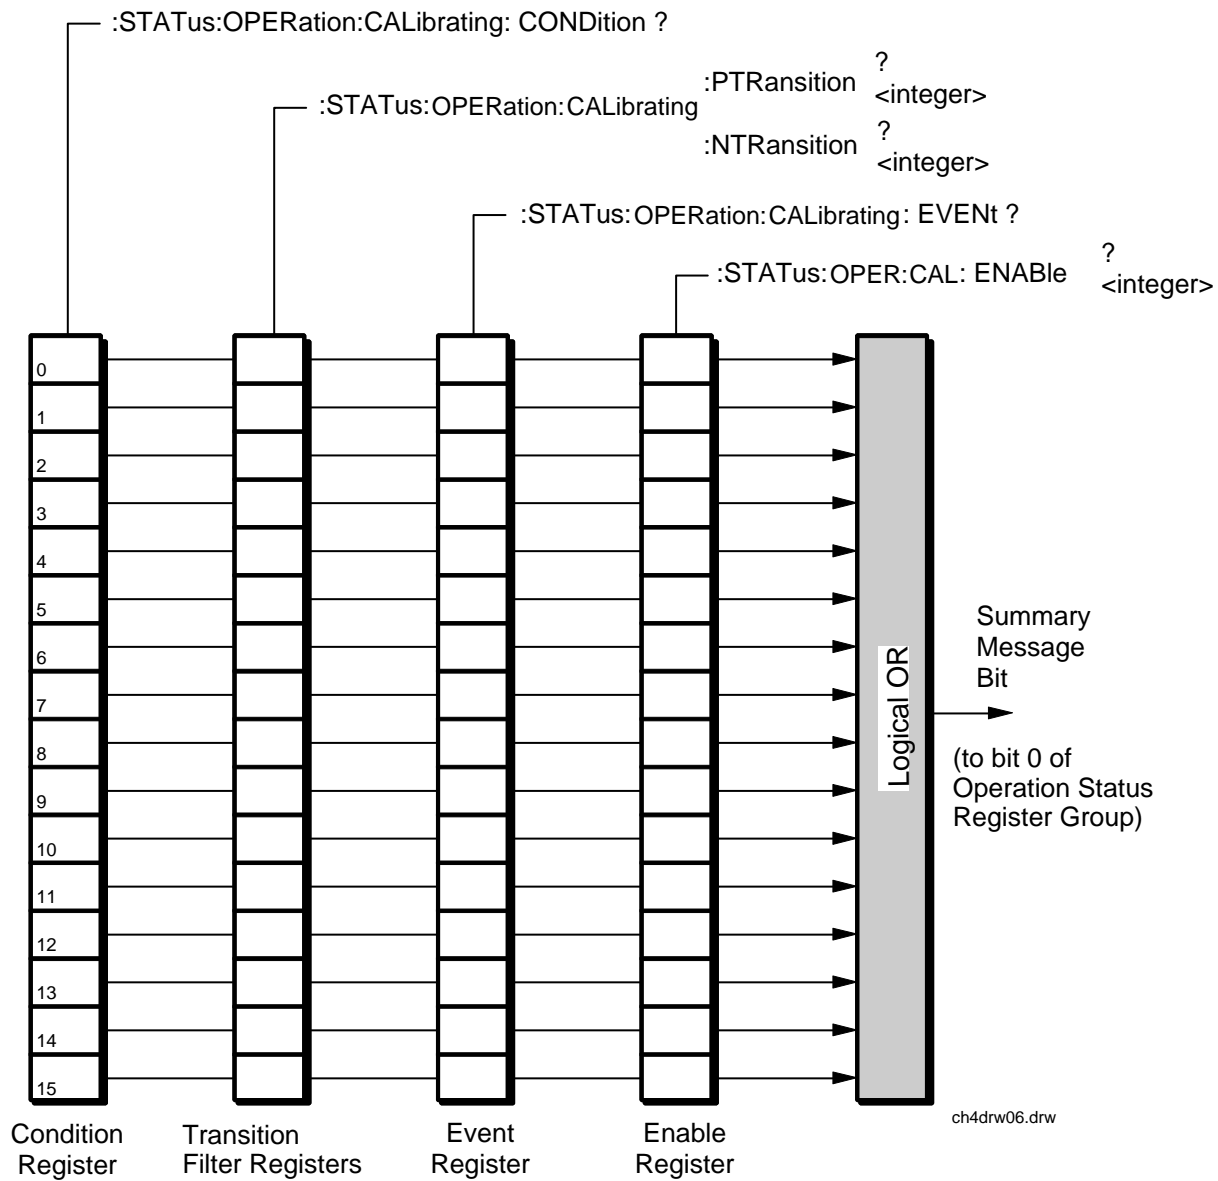 :STATus:OPERation:CALibrating: CONDition ?
:STATus:OPERation:CALibrating
:PTRansition
?
<integer>
:NTRansition
?
<integer>
:STATus:OPERation:CALibrating: EVENt ?
:STATus:OPER:CAL: ENABle
?
<integer>
0
1
2
3
4
5
6
7
8
9
10
11
12
13
14
15
Logical OR
Summary
Message
Bit
(to bit 0 of
Operation Status
Register Group)
ch4drw06.drw
Condition
Register
Transition
Filter Registers
Event
Register
Enable
Register